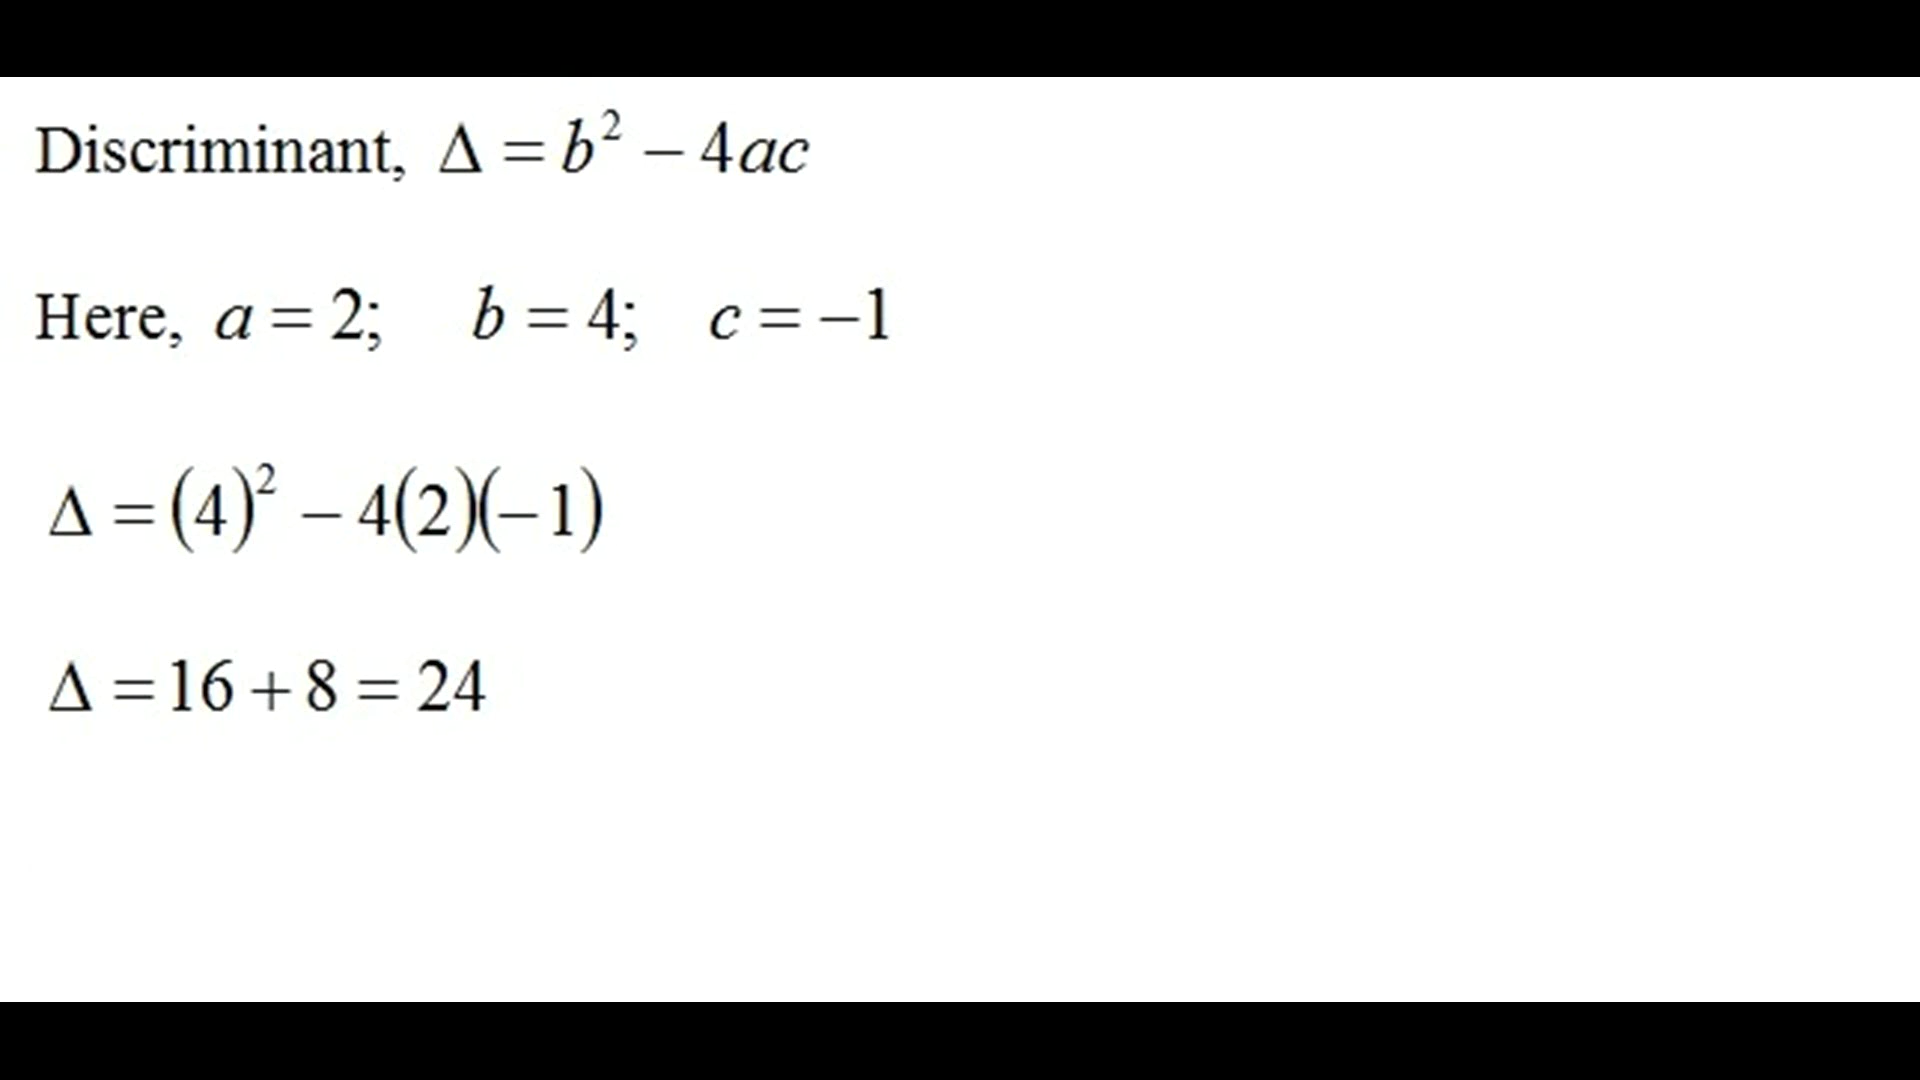 Discriminant, Δ = b² − 4ac
Here, a = 2; b = 4; c = −1
Δ = (4)² − 4(2)(−1)
Δ = 16 + 8 = 24